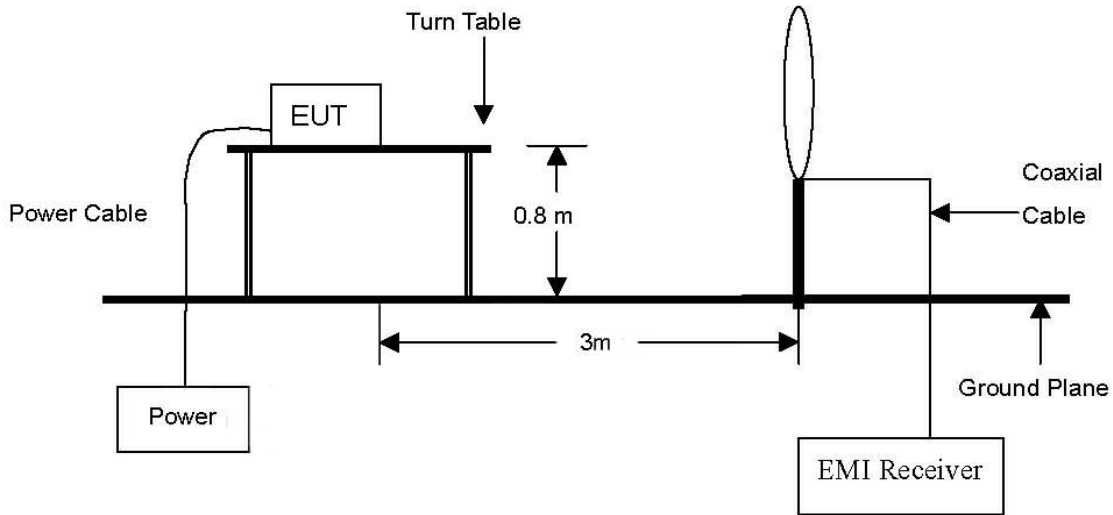 Turn Table
EUT
Power Cable
0.8 m
Coaxial
Cable
3m
Ground Plane
Power
EMI Receiver